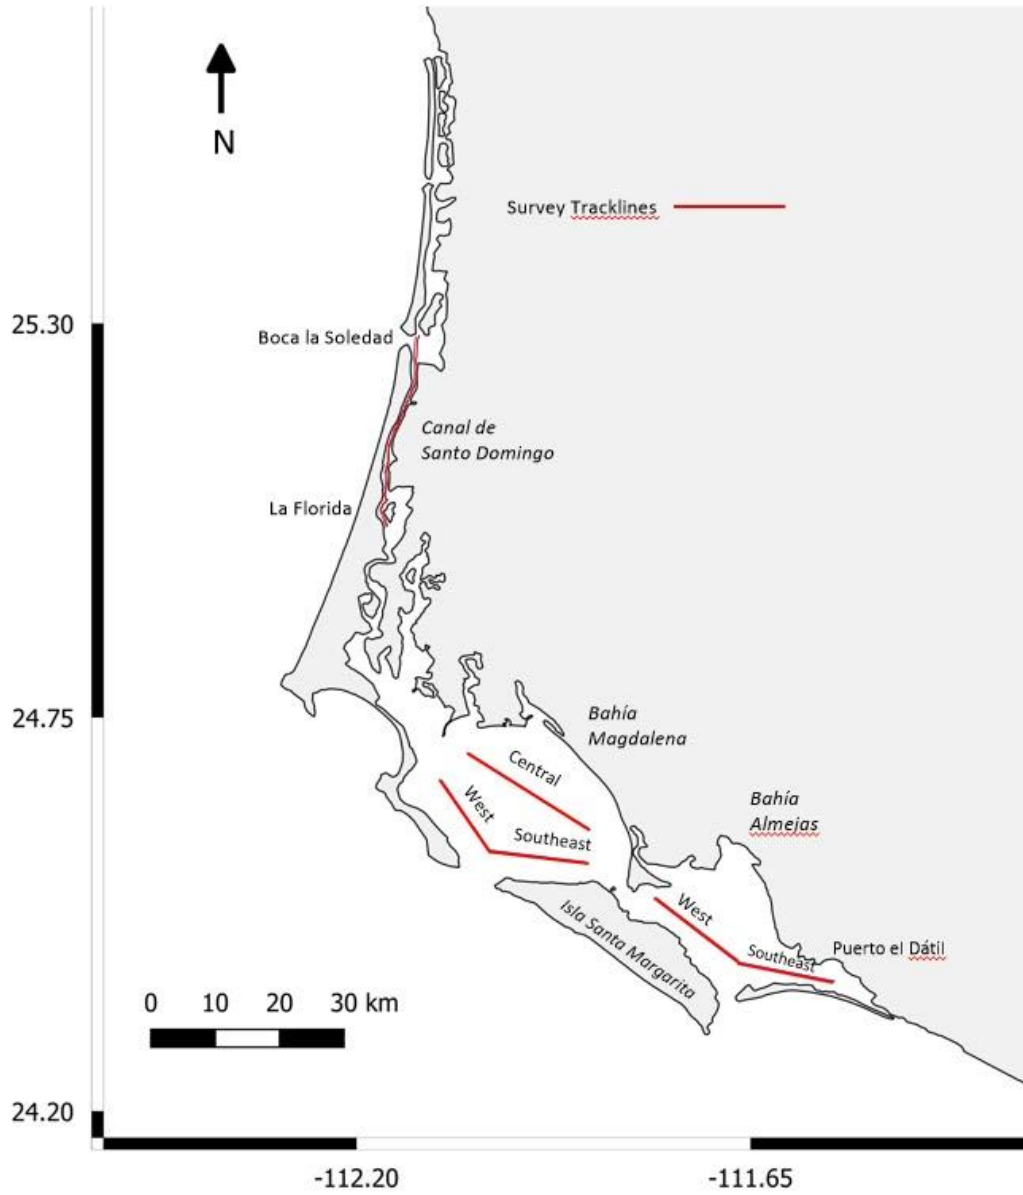 N
Survey Tracklines
25.30
Boca la Soledad
Canal de
Santo Domingo
La Florida
24.75
Bahía
Magdalena
Central
West
Southeast
Bahía
Almejas
West
Isla Santa Margarita
Southeast
Puerto el Dátil
0 10 20 30 km
24.20
-112.20 -111.65